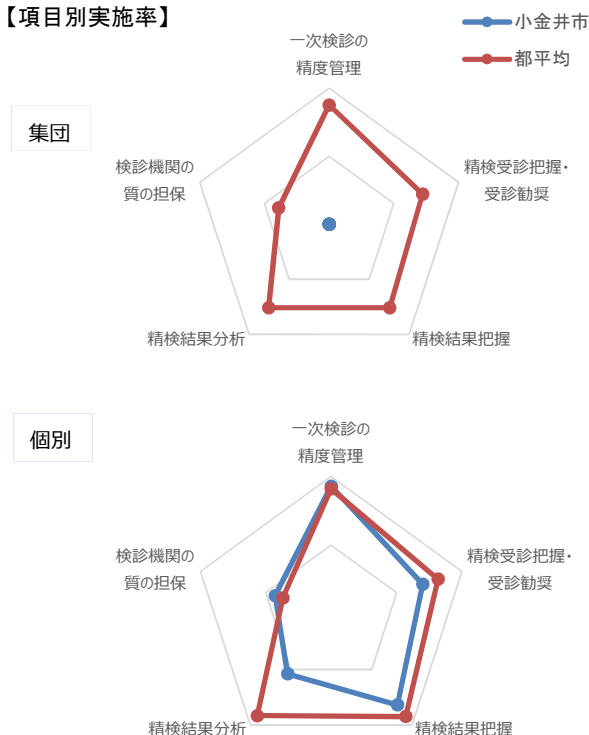 【項目別実施率】
小金井市
都平均
集団
一次検診の
精度管理
検診機関の
質の担保
精検受診把握・
受診勧奨
精検結果分析
精検結果把握
個別
一次検診の
精度管理
検診機関の
質の担保
精検受診把握・
受診勧奨
精検結果分析
精検結果把握